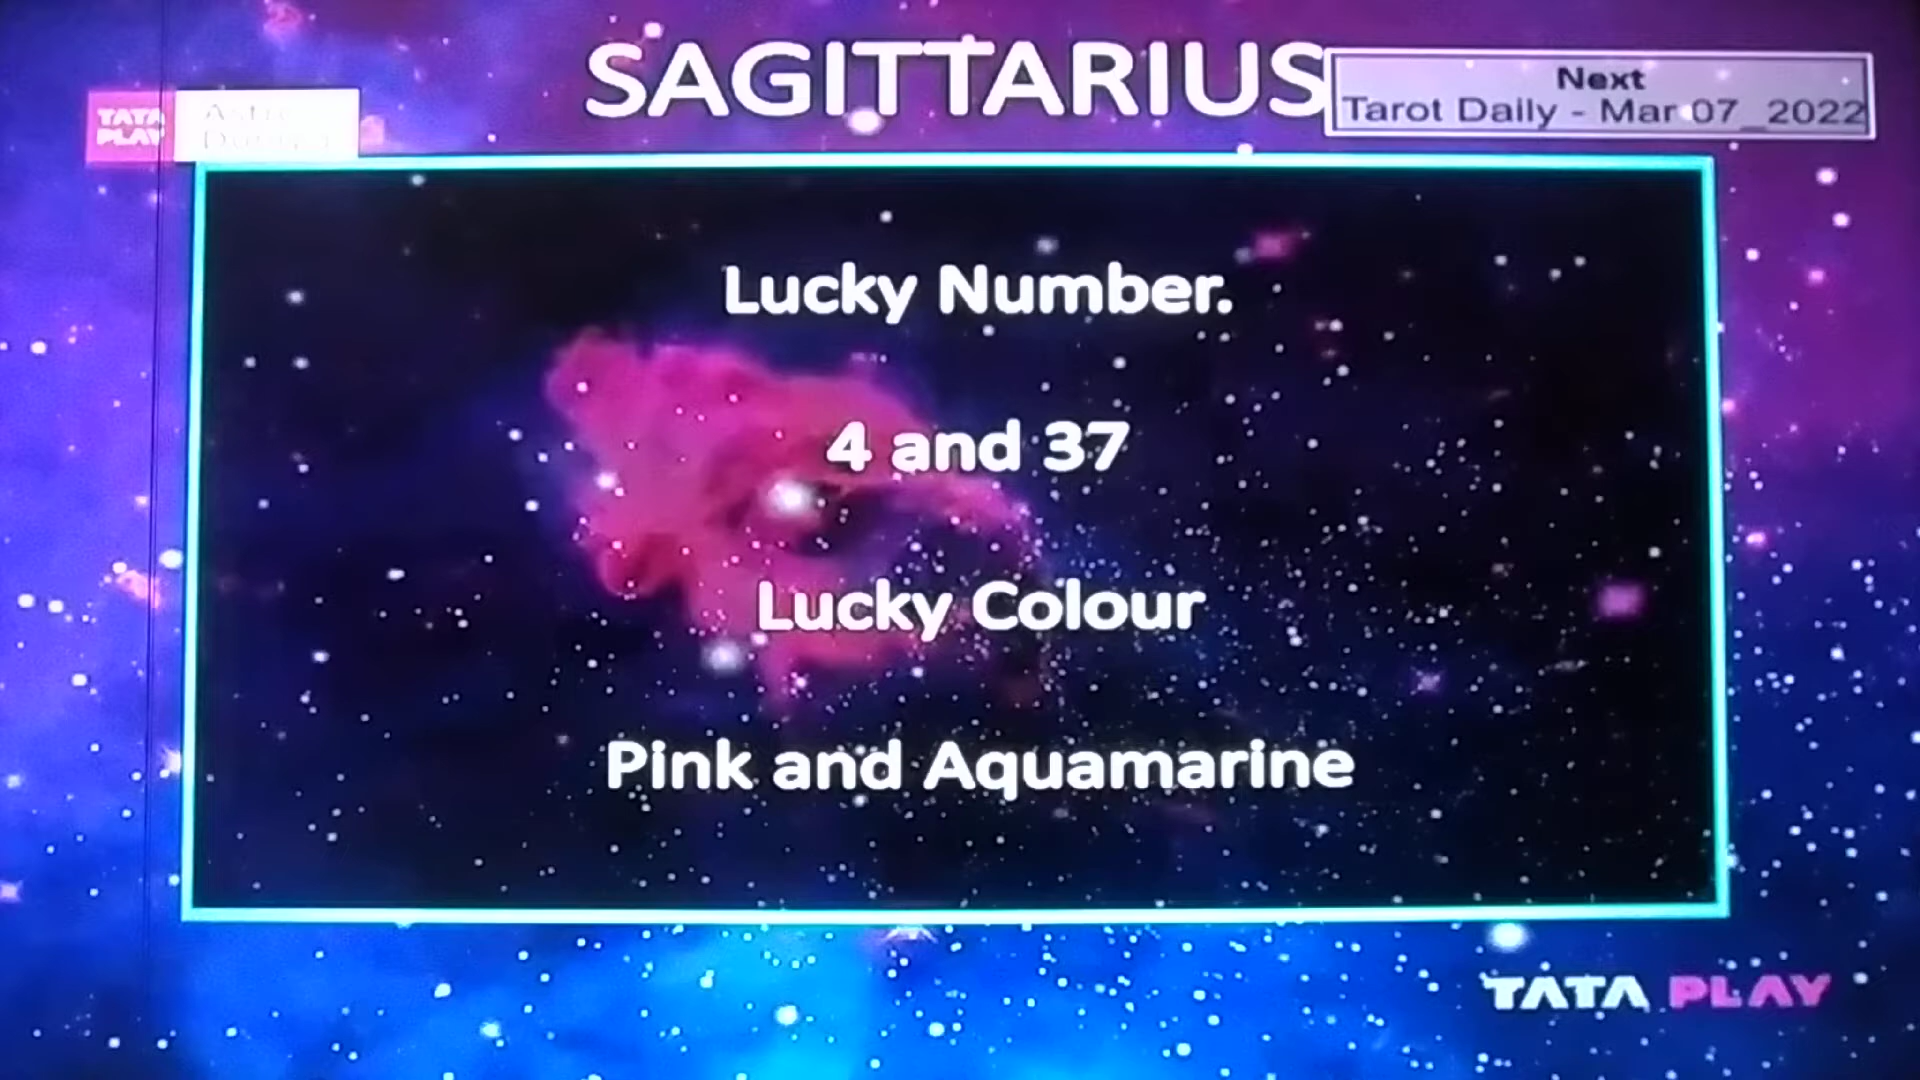 SAGITTARIUS
Next
Tarot Daily - Mar 07_2022
TATA
PLAY
Lucky Number.
4 and 37
Lucky Colour
Pink and Aquamarine
TATA PLAY